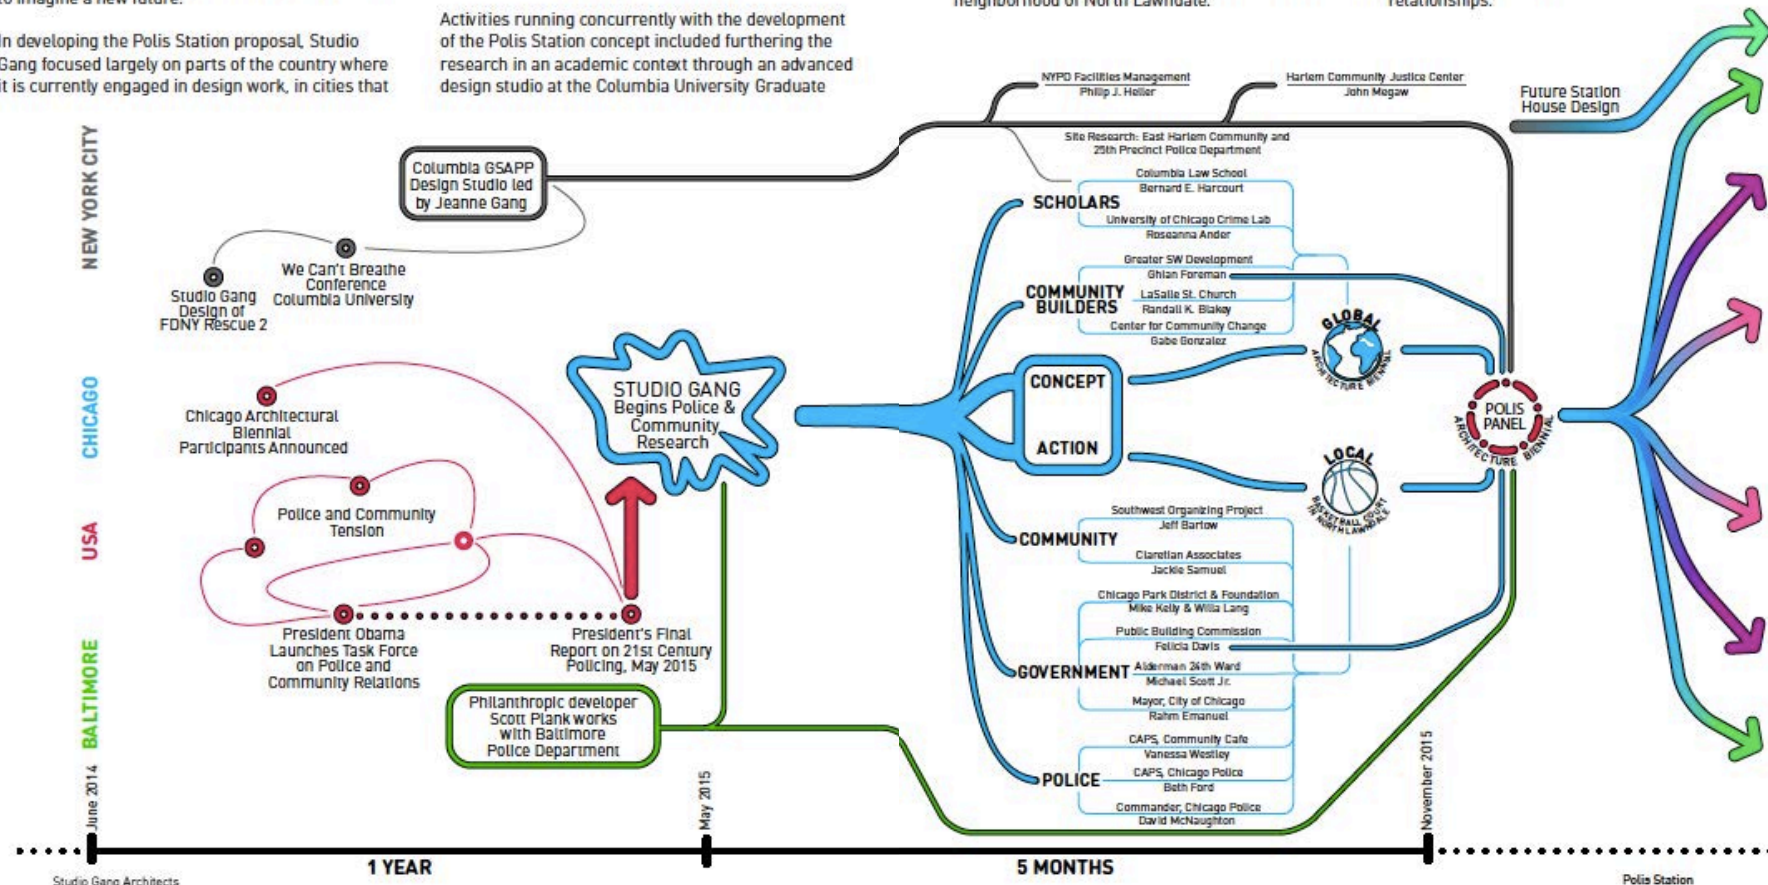 to imagine a new future.
In developing the Polis Station proposal, Studio
Gang focused largely on parts of the country where
it is currently engaged in design work, in cities that
Activities running concurrently with the development
of the Polis Station concept included furthering the
research in an academic context through an advanced
design studio at the Columbia University Graduate
neighborhood of North Lawndale.
relationships.
NEW YORK CITY
CHICAGO
USA
BALTIMORE
Columbia GSAPP
Design Studio led
by Jeanne Gang
We Can't Breathe
Conference
Columbia University
Studio Gang
Design of
FDNY Rescue 2
Chicago Architectural
Biennial
Participants Announced
Police and Community
Tension
President Obama
Launches Task Force
on Police and
Community Relations
President's Final
Report on 21st Century
Policing, May 2015
Philanthropic developer
Scott Plank works
with Baltimore
Police Department
STUDIO GANG
Begins Police &
Community
Research
NYPD Facilities Management
Philip J. Heller
Harlem Community Justice Center
John Megaw
Site Research: East Harlem Community and
25th Precinct Police Department
Future Station
House Design
SCHOLARS
Columbia Law School
Bernard E. Harcourt
University of Chicago Crime Lab
Roseanna Ander
COMMUNITY
BUILDERS
Greater SW Development
Ghian Foreman
LaSalle St. Church
Randall K. Blakey
Center for Community Change
Gabe Gonzalez
CONCEPT
ACTION
GLOBAL
ARCHITECTURE BIENNIAL
LOCAL
BASKETBALL COURT
IN NORTH LAWNDALE
POLIS
PANEL
ARCHITECTURE BIENNIAL
COMMUNITY
Southwest Organizing Project
Jeff Bartow
Claretian Associates
Jackie Samuel
GOVERNMENT
Chicago Park District & Foundation
Mike Kelly & Willa Lang
Public Building Commission
Felicia Davis
Alderman 24th Ward
Michael Scott Jr.
Mayor, City of Chicago
Rahm Emanuel
POLICE
CAPS, Community Cafe
Vanessa Westley
CAPS, Chicago Police
Beth Ford
Commander, Chicago Police
David McNaughton
June 2014
May 2015
November 2015
1 YEAR
5 MONTHS
Studio Gang Architects
Polis Station